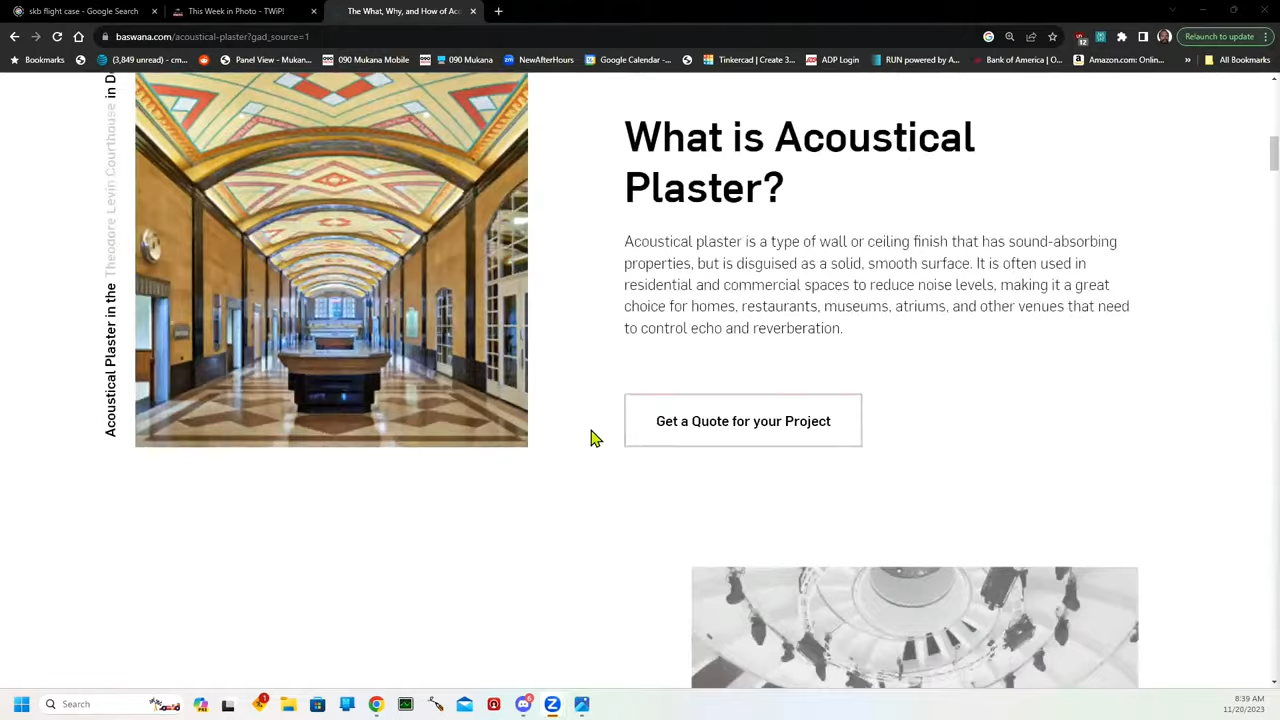 skb flight case - Google Search
This Week in Photo - TWiP!
The What, Why, and How of Ac
baswana.com/acoustical-plaster?gad_source=1
12
Relaunch to update
Bookmarks
(3,849 unread) - cm...
Panel View - Mukan...
090 Mukana Mobile
090 Mukana
NewAfterHours
Google Calendar -...
Tinkercad | Create 3...
ADP Login
RUN powered by A...
Bank of America | O...
Amazon.com: Onlin...
»
All Bookmarks
Acoustical Plaster in the Theodore Levin Courthouse in De
What is Acoustical
Plaster?
Acoustical plaster is a type of wall or ceiling finish that has sound-absorbing
properties, but is disguised as a solid, smooth surface. It is often used in
residential and commercial spaces to reduce noise levels, making it a great
choice for homes, restaurants, museums, atriums, and other venues that need
to control echo and reverberation.
Get a Quote for your Project
Search
1
6
8:39 AM
11/20/2023